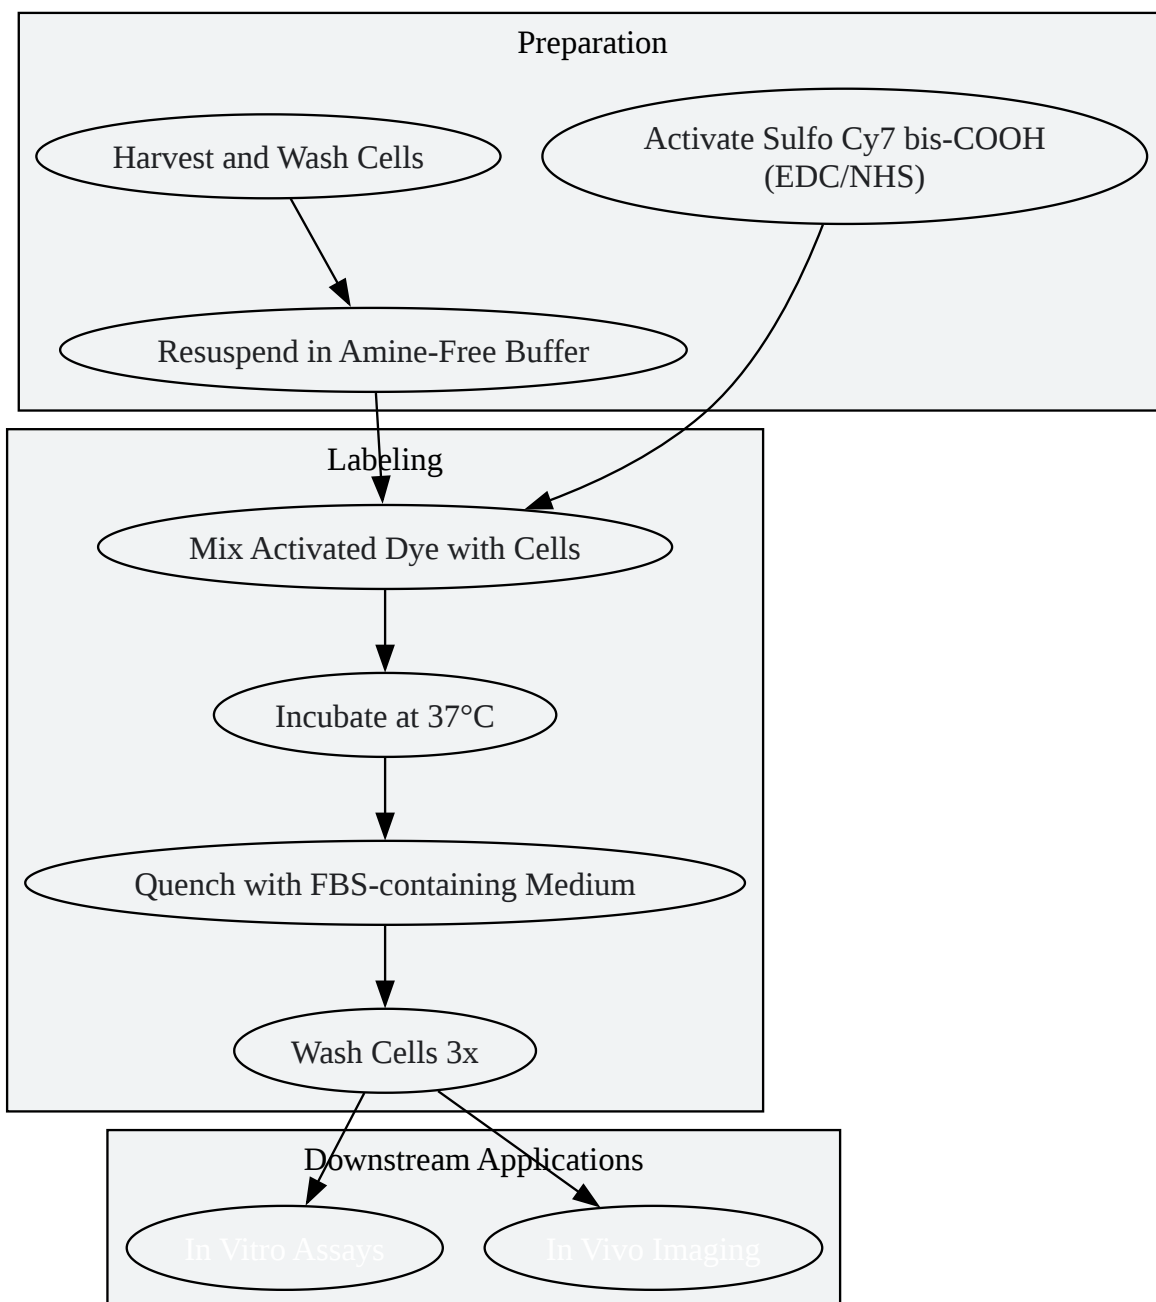 Preparation
Harvest and Wash Cells
Activate Sulfo Cy7 bis-COOH
(EDC/NHS)
Resuspend in Amine-Free Buffer
Labeling
Mix Activated Dye with Cells
Incubate at 37°C
Quench with FBS-containing Medium
Wash Cells 3x
Downstream Applications
In Vitro Assays
In Vivo Imaging